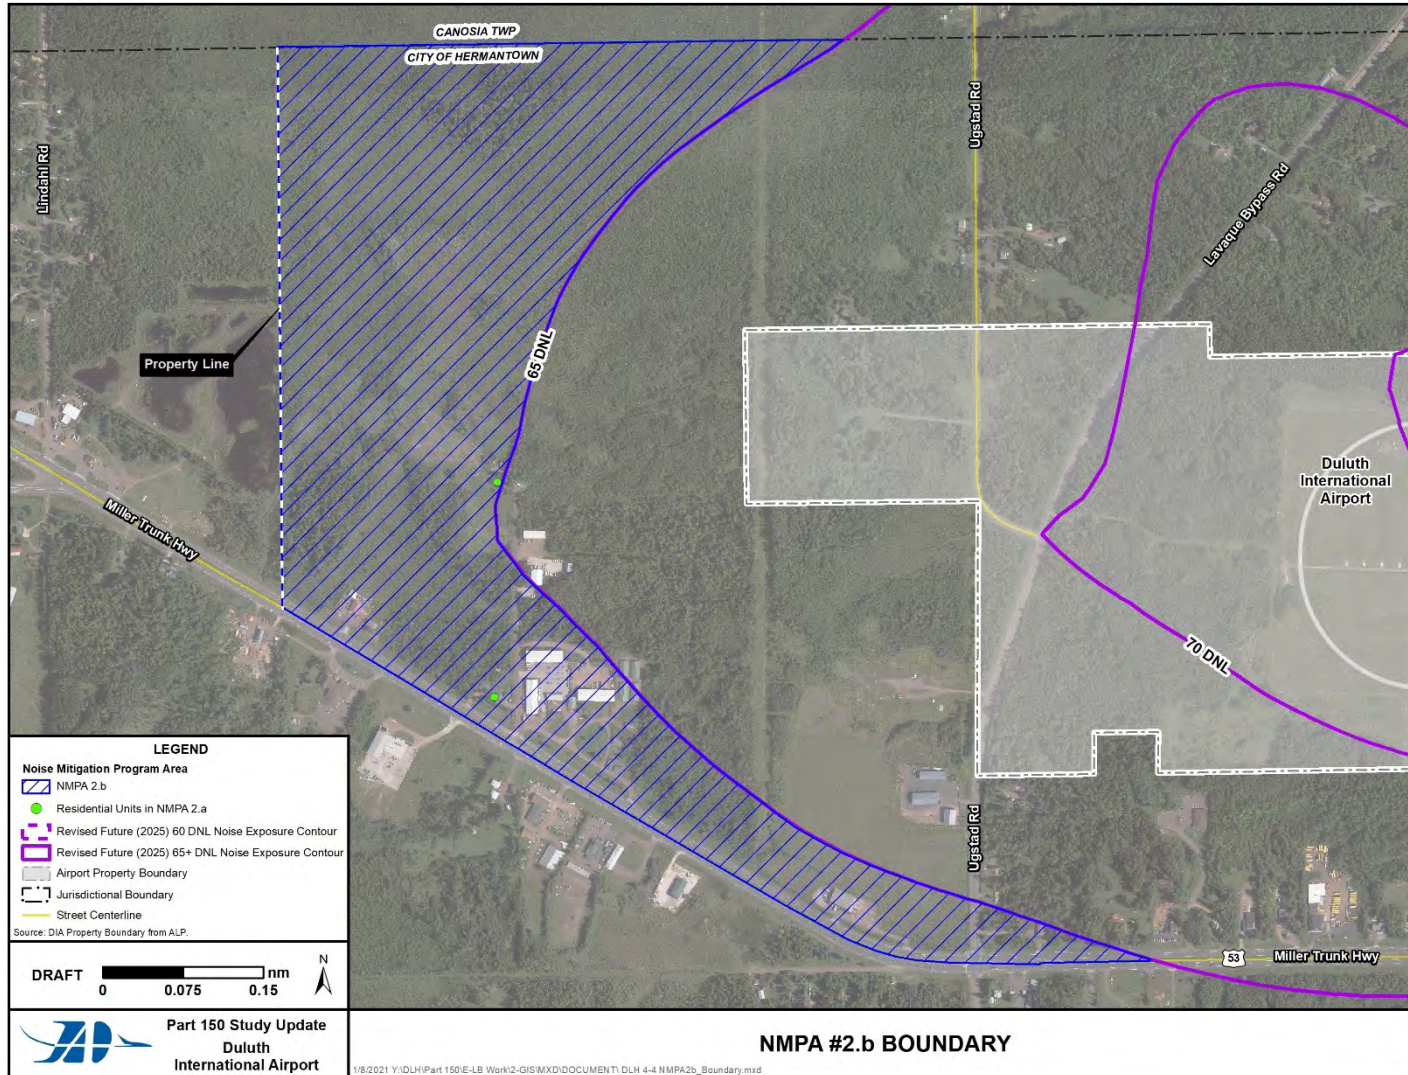 CANOSIA TWP
CITY OF HERMANTOWN
Lindahl Rd
Ugstad Rd
Lavaque Bypass Rd
Property Line
65 DNL
Duluth
International
Airport
Miller Trunk Hwy
70 DNL
Ugstad Rd
53
Miller Trunk Hwy
LEGEND
Noise Mitigation Program Area
NMPA 2.b
Residential Units in NMPA 2.a
Revised Future (2025) 60 DNL Noise Exposure Contour
Revised Future (2025) 65+ DNL Noise Exposure Contour
Airport Property Boundary
Jurisdictional Boundary
Street Centerline
Source: DIA Property Boundary from ALP.
DRAFT
nm
0 0.075 0.15
N
Part 150 Study Update
Duluth
International Airport
NMPA #2.b BOUNDARY
1/8/2021 Y:\DLH\Part 150\E-LB Work\2-GIS\MXD\DOCUMENT\ DLH 4-4 NMPA2b_Boundary.mxd